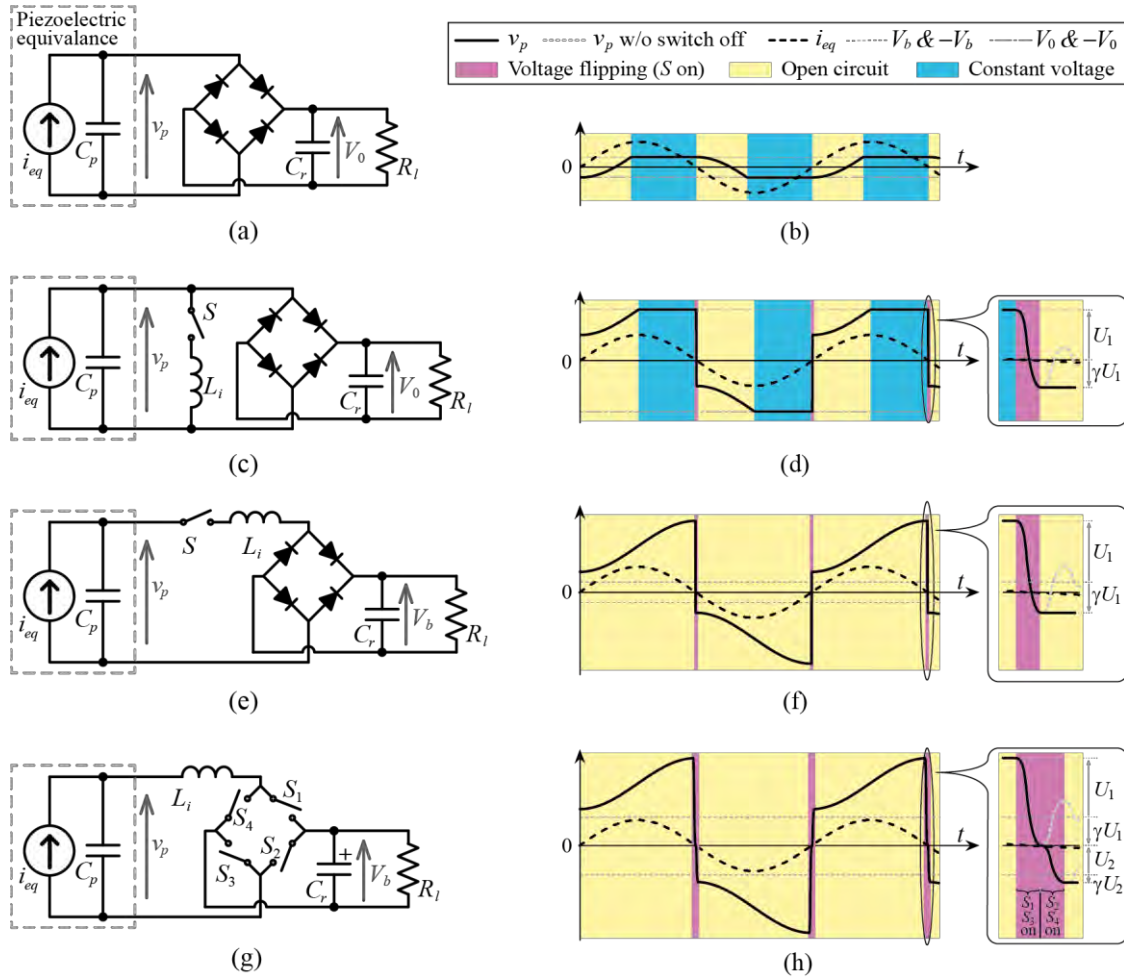 Piezoelectric
equivalance
v_p
v_p w/o switch off
i_eq
V_b & −V_b
V_0 & −V_0
Voltage flipping (S on)
Open circuit
Constant voltage
i_eq
C_p
v_p
C_r
V_0
R_l
0
t
(a)
(b)
i_eq
C_p
v_p
S
L_i
C_r
V_0
R_l
0
t
U_1
γU_1
(c)
(d)
i_eq
C_p
v_p
S
L_i
C_r
V_b
R_l
0
t
U_1
γU_1
(e)
(f)
i_eq
C_p
v_p
L_i
S_1
S_4
S_2
S_3
C_r
+
V_b
R_l
0
t
U_1
γU_1
U_2
γU_2
S_1 S_2
S_3 S_4
on on
(g)
(h)